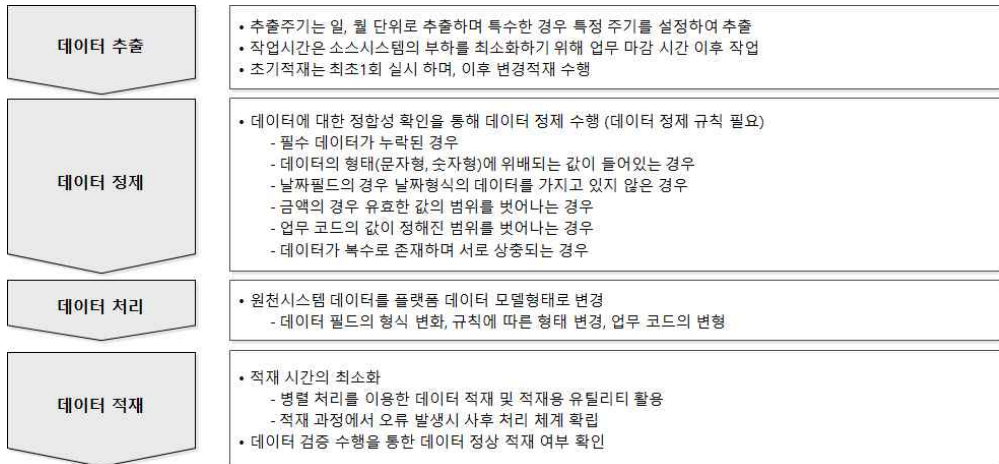 데이터 추출
• 추출주기는 일, 월 단위로 추출하며 특수한 경우 특정 주기를 설정하여 추출
• 작업시간은 소스시스템의 부하를 최소화하기 위해 업무 마감 시간 이후 작업
• 초기적재는 최초1회 실시 하며, 이후 변경적재 수행
데이터 정제
• 데이터에 대한 정합성 확인을 통해 데이터 정제 수행 (데이터 정제 규칙 필요)
- 필수 데이터가 누락된 경우
- 데이터의 형태(문자형, 숫자형)에 위배되는 값이 들어있는 경우
- 날짜필드의 경우 날짜형식의 데이터를 가지고 있지 않은 경우
- 금액의 경우 유효한 값의 범위를 벗어나는 경우
- 업무 코드의 값이 정해진 범위를 벗어나는 경우
- 데이터가 복수로 존재하며 서로 상충되는 경우
데이터 처리
• 원천시스템 데이터를 플랫폼 데이터 모델형태로 변경
- 데이터 필드의 형식 변화, 규칙에 따른 형태 변경, 업무 코드의 변형
데이터 적재
• 적재 시간의 최소화
- 병렬 처리를 이용한 데이터 적재 및 적재용 유틸리티 활용
- 적재 과정에서 오류 발생시 사후 처리 체계 확립
• 데이터 검증 수행을 통한 데이터 정상 적재 여부 확인